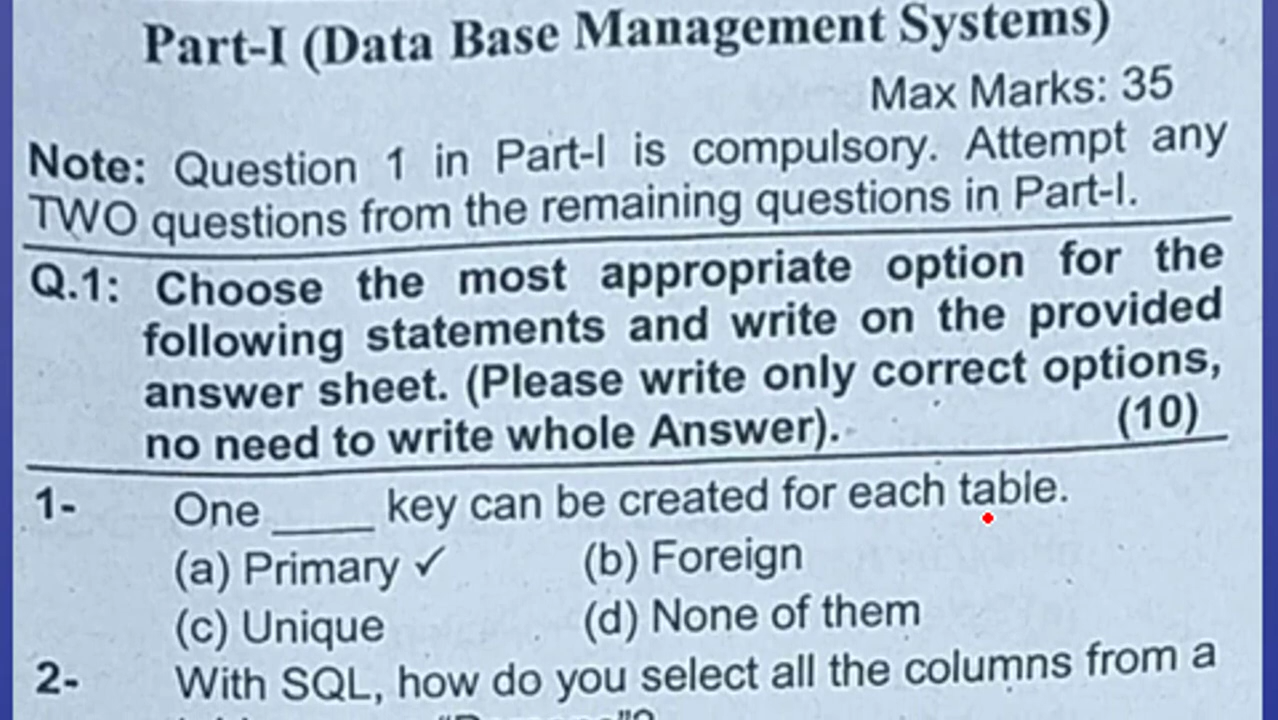 Part-I (Data Base Management Systems)
Max Marks: 35
Note: Question 1 in Part-I is compulsory. Attempt any
TWO questions from the remaining questions in Part-I.
Q.1: Choose the most appropriate option for the
following statements and write on the provided
answer sheet. (Please write only correct options,
no need to write whole Answer). (10)
1- One ____ key can be created for each table.
(a) Primary ✓ (b) Foreign
(c) Unique (d) None of them
2- With SQL, how do you select all the columns from a